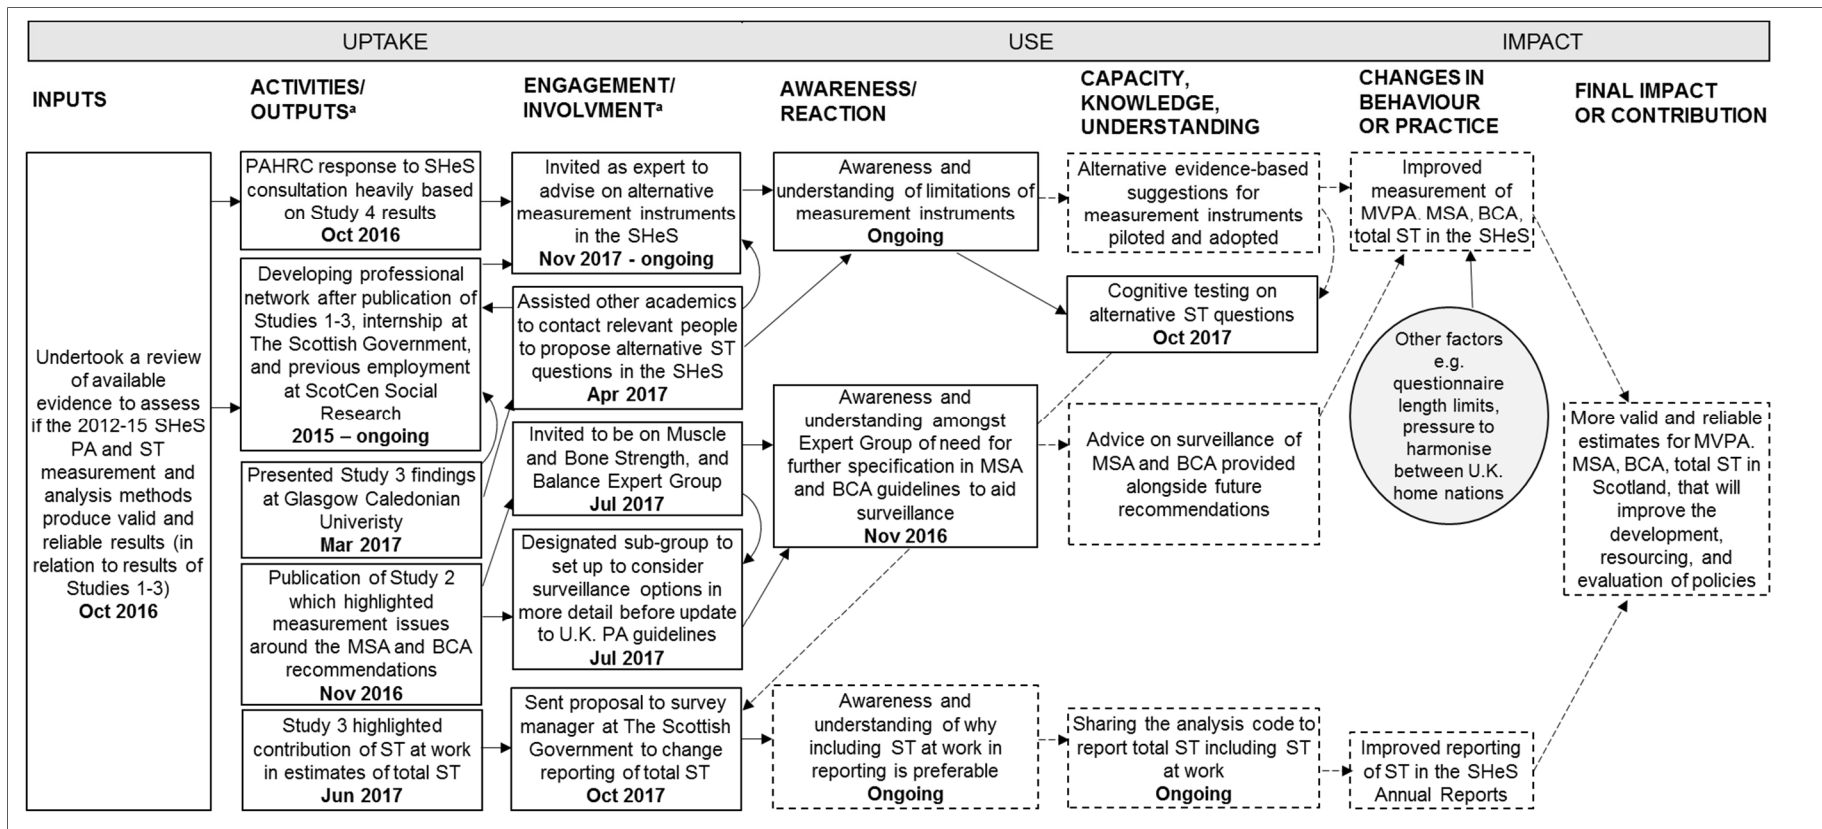 UPTAKE
USE
IMPACT
INPUTS
ACTIVITIES/
OUTPUTSᵃ
ENGAGEMENT/
INVOLVMENTᵃ
AWARENESS/
REACTION
CAPACITY,
KNOWLEDGE,
UNDERSTANDING
CHANGES IN
BEHAVIOUR
OR PRACTICE
FINAL IMPACT
OR CONTRIBUTION
Undertook a review
of available
evidence to assess
if the 2012-15 SHeS
PA and ST
measurement and
analysis methods
produce valid and
reliable results (in
relation to results of
Studies 1-3)
Oct 2016
PAHRC response to SHeS
consultation heavily based
on Study 4 results
Oct 2016
Developing professional
network after publication of
Studies 1-3, internship at
The Scottish Government,
and previous employment
at ScotCen Social
Research
2015 – ongoing
Presented Study 3 findings
at Glasgow Caledonian
Univeristy
Mar 2017
Publication of Study 2
which highlighted
measurement issues
around the MSA and BCA
recommendations
Nov 2016
Study 3 highlighted
contribution of ST at work
in estimates of total ST
Jun 2017
Invited as expert to
advise on alternative
measurement instruments
in the SHeS
Nov 2017 - ongoing
Assisted other academics
to contact relevant people
to propose alternative ST
questions in the SHeS
Apr 2017
Invited to be on Muscle
and Bone Strength, and
Balance Expert Group
Jul 2017
Designated sub-group to
set up to consider
surveillance options in
more detail before update
to U.K. PA guidelines
Jul 2017
Sent proposal to survey
manager at The Scottish
Government to change
reporting of total ST
Oct 2017
Awareness and
understanding of limitations of
measurement instruments
Ongoing
Awareness and
understanding amongst
Expert Group of need for
further specification in MSA
and BCA guidelines to aid
surveillance
Nov 2016
Awareness and
understanding of why
including ST at work in
reporting is preferable
Ongoing
Alternative evidence-based
suggestions for
measurement instruments
piloted and adopted
Cognitive testing on
alternative ST questions
Oct 2017
Advice on surveillance of
MSA and BCA provided
alongside future
recommendations
Sharing the analysis code to
report total ST including ST
at work
Ongoing
Improved
measurement of
MVPA. MSA, BCA,
total ST in the SHeS
Other factors
e.g.
questionnaire
length limits,
pressure to
harmonise
between U.K.
home nations
Improved reporting
of ST in the SHeS
Annual Reports
More valid and reliable
estimates for MVPA.
MSA, BCA, total ST in
Scotland, that will
improve the
development,
resourcing, and
evaluation of policies